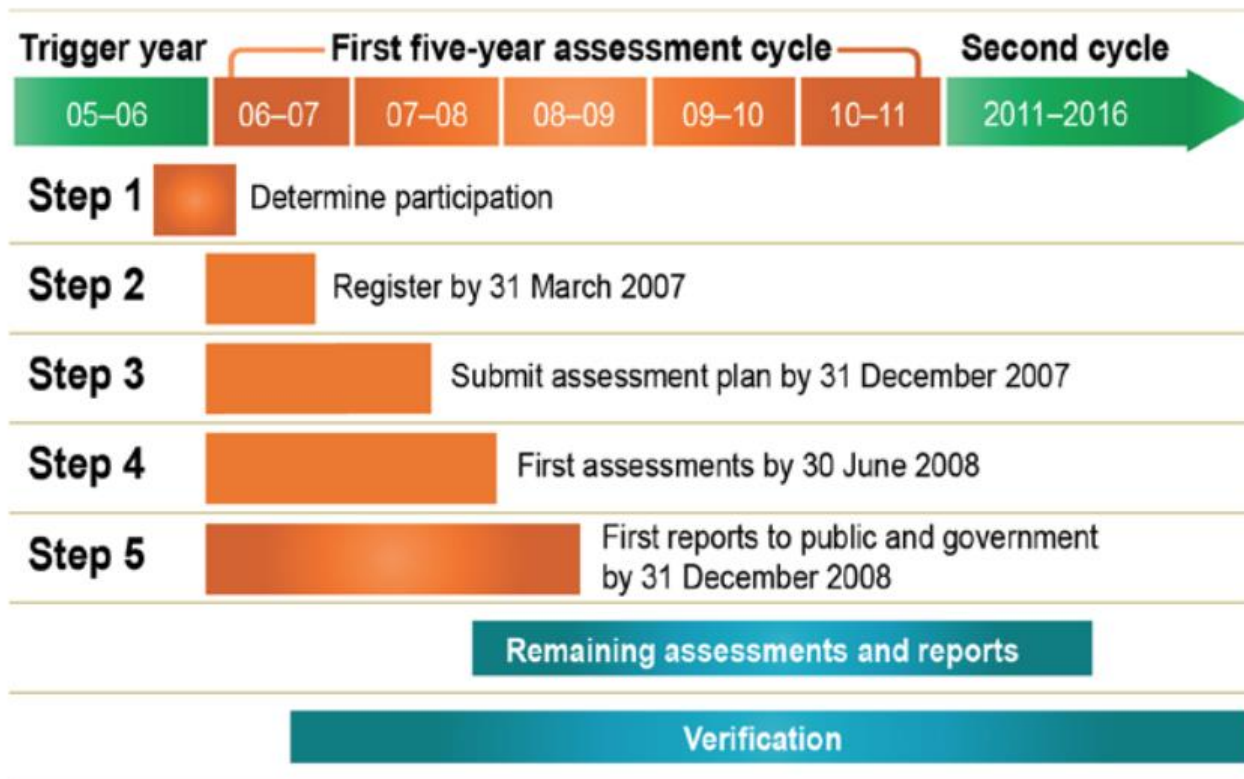 Trigger year First five-year assessment cycle Second cycle
05–06 06–07 07–08 08–09 09–10 10–11 2011–2016
Step 1 Determine participation
Step 2 Register by 31 March 2007
Step 3 Submit assessment plan by 31 December 2007
Step 4 First assessments by 30 June 2008
Step 5 First reports to public and government
by 31 December 2008
Remaining assessments and reports
Verification